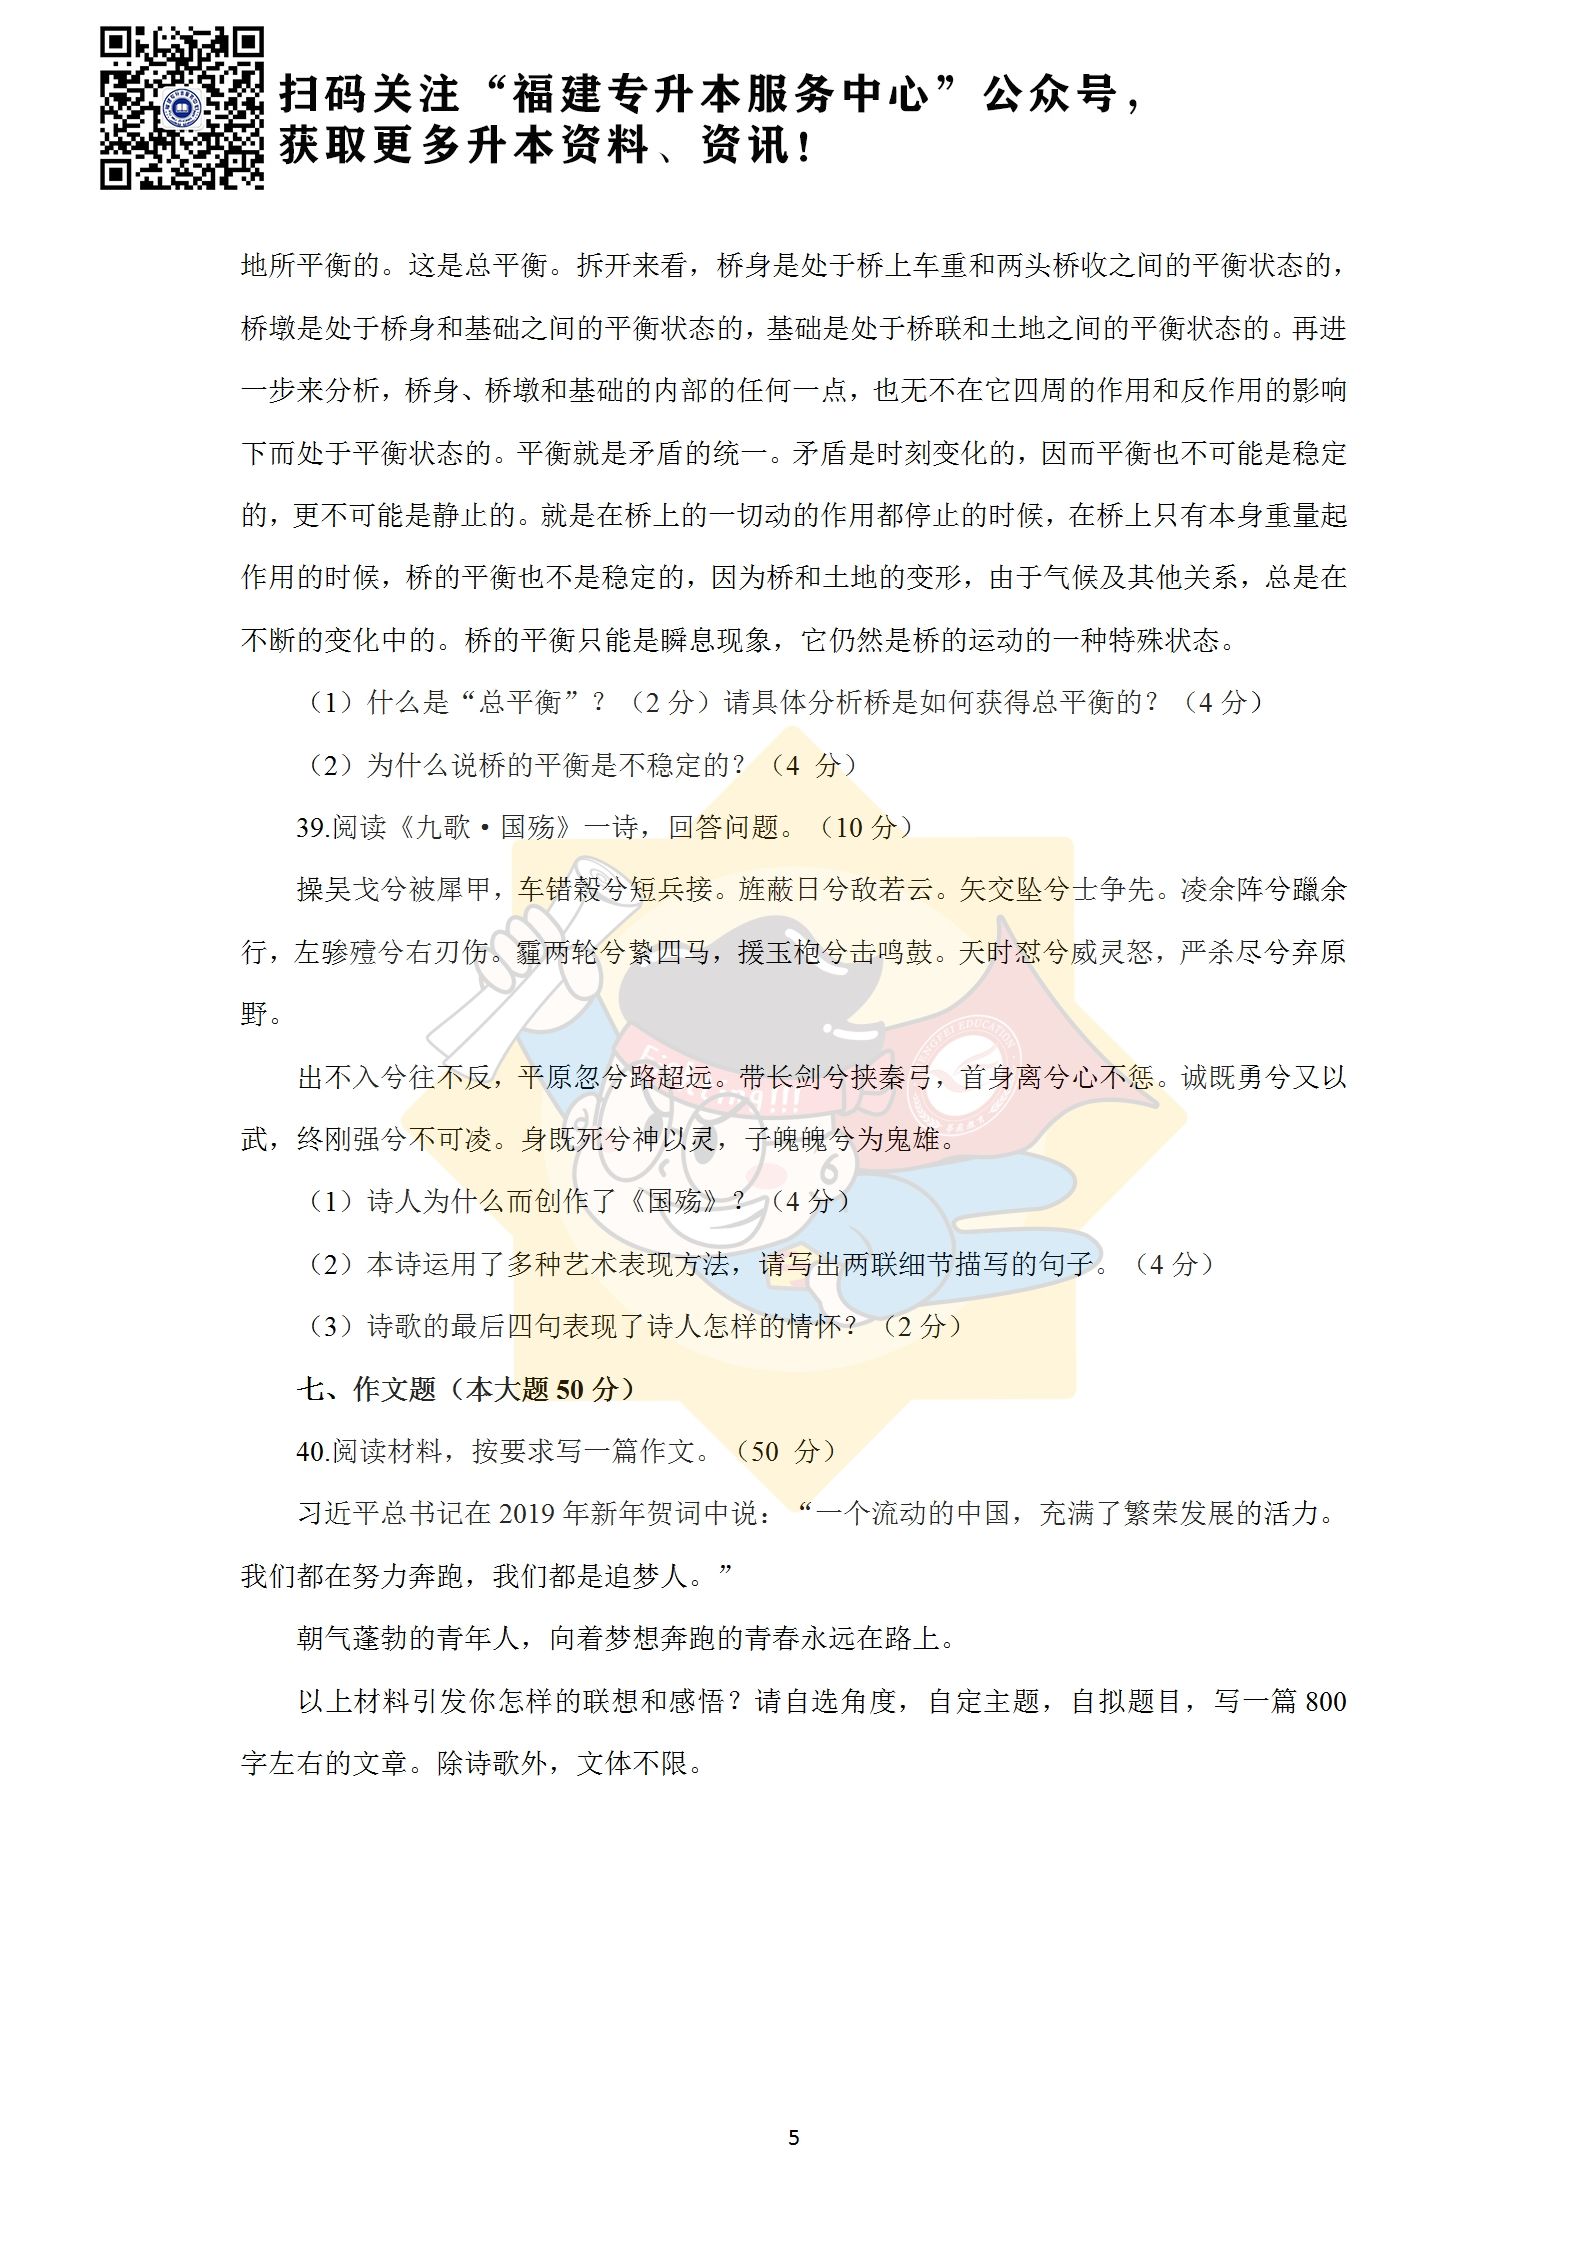 扫码关注“福建专升本服务中心”公众号，
获取更多升本资料、资讯！
地所平衡的。这是总平衡。拆开来看，桥身是处于桥上车重和两头桥收之间的平衡状态的，
桥墩是处于桥身和基础之间的平衡状态的，基础是处于桥联和土地之间的平衡状态的。再进
一步来分析，桥身、桥墩和基础的内部的任何一点，也无不在它四周的作用和反作用的影响
下而处于平衡状态的。平衡就是矛盾的统一。矛盾是时刻变化的，因而平衡也不可能是稳定
的，更不可能是静止的。就是在桥上的一切动的作用都停止的时候，在桥上只有本身重量起
作用的时候，桥的平衡也不是稳定的，因为桥和土地的变形，由于气候及其他关系，总是在
不断的变化中的。桥的平衡只能是瞬息现象，它仍然是桥的运动的一种特殊状态。
（1）什么是“总平衡”？（2 分）请具体分析桥是如何获得总平衡的？（4 分）
（2）为什么说桥的平衡是不稳定的？（4 分）
39.阅读《九歌·国殇》一诗，回答问题。（10 分）
操吴戈兮被犀甲，车错毂兮短兵接。旌蔽日兮敌若云。矢交坠兮士争先。凌余阵兮躐余
行，左骖殪兮右刃伤。霾两轮兮絷四马，援玉枹兮击鸣鼓。天时怼兮威灵怒，严杀尽兮弃原
野。
出不入兮往不反，平原忽兮路超远。带长剑兮挟秦弓，首身离兮心不惩。诚既勇兮又以
武，终刚强兮不可凌。身既死兮神以灵，子魄魄兮为鬼雄。
（1）诗人为什么而创作了《国殇》？（4 分）
（2）本诗运用了多种艺术表现方法，请写出两联细节描写的句子。（4 分）
（3）诗歌的最后四句表现了诗人怎样的情怀？（2 分）
七、作文题（本大题 50 分）
40.阅读材料，按要求写一篇作文。（50 分）
习近平总书记在 2019 年新年贺词中说：“一个流动的中国，充满了繁荣发展的活力。
我们都在努力奔跑，我们都是追梦人。”
朝气蓬勃的青年人，向着梦想奔跑的青春永远在路上。
以上材料引发你怎样的联想和感悟？请自选角度，自定主题，自拟题目，写一篇 800
字左右的文章。除诗歌外，文体不限。
5